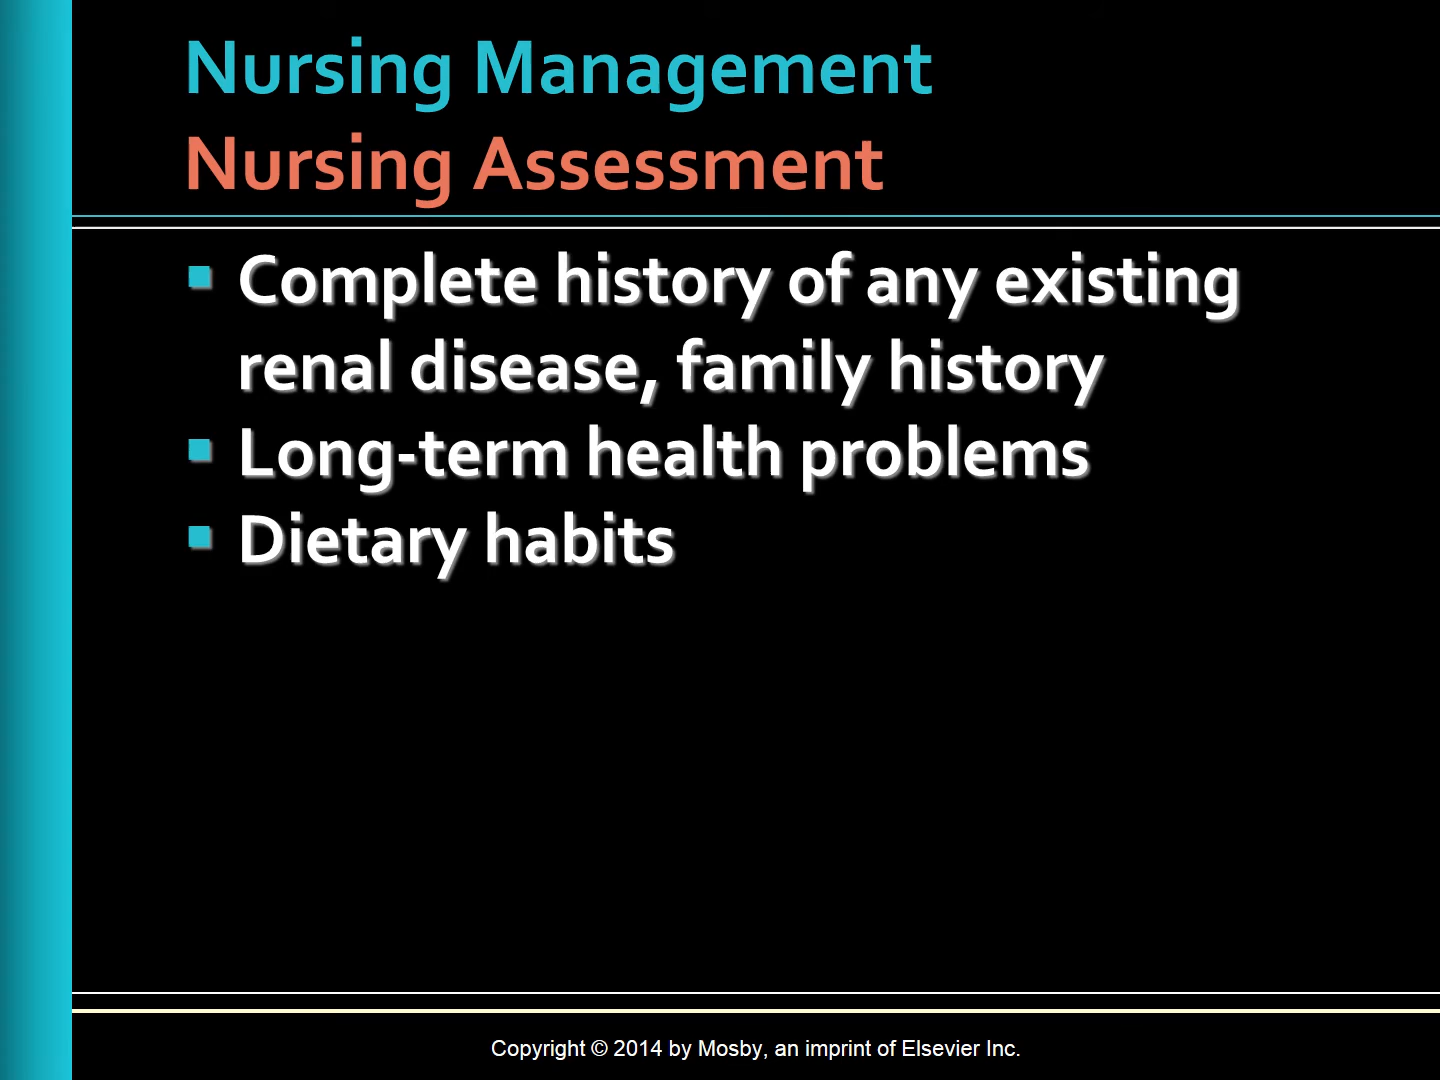 Nursing Management
Nursing Assessment
▪ Complete history of any existing
renal disease, family history
▪ Long-term health problems
▪ Dietary habits
Copyright © 2014 by Mosby, an imprint of Elsevier Inc.